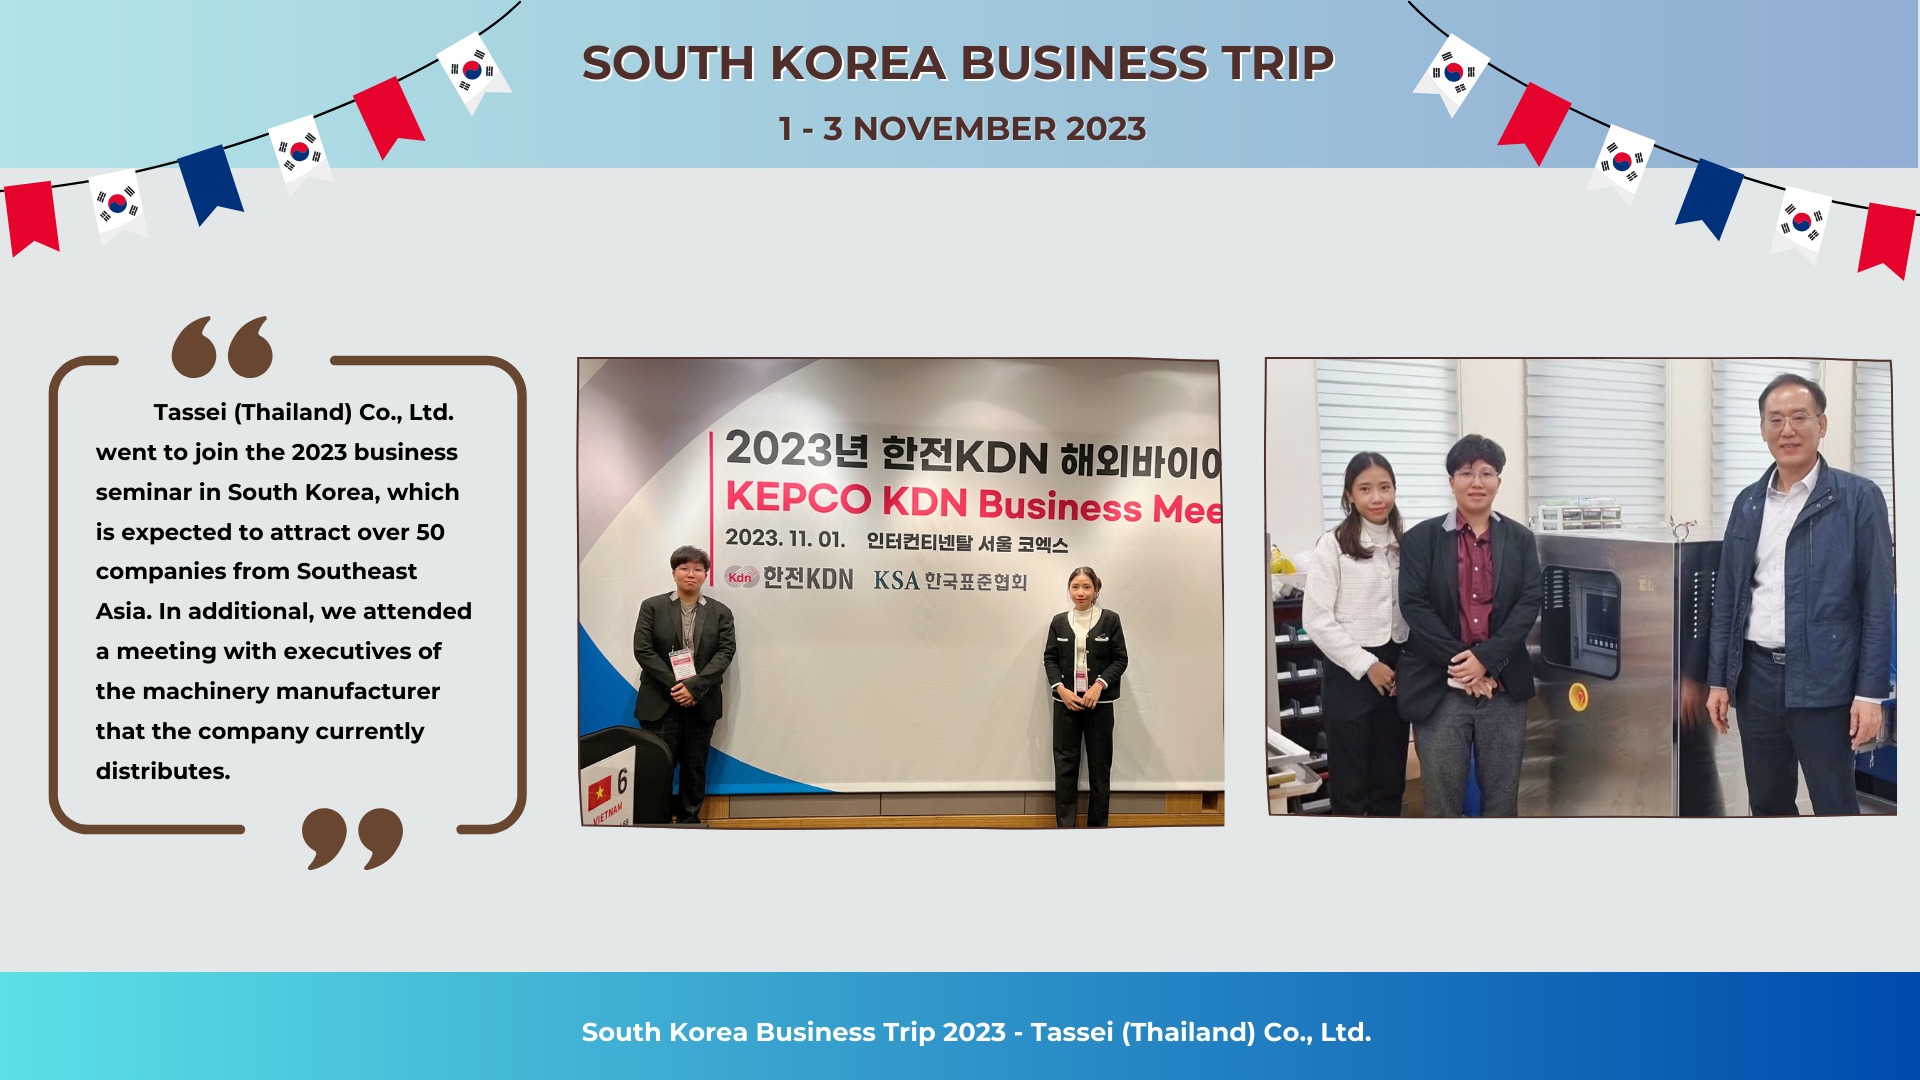 SOUTH KOREA BUSINESS TRIP
1 - 3 NOVEMBER 2023
Tassei (Thailand) Co., Ltd.
went to join the 2023 business
seminar in South Korea, which
is expected to attract over 50
companies from Southeast
Asia. In additional, we attended
a meeting with executives of
the machinery manufacturer
that the company currently
distributes.
2023년 한전KDN 해외바이어
KEPCO KDN Business Mee
2023. 11. 01. 인터컨티넨탈 서울 코엑스
Kdn 한전KDN KSA 한국표준협회
6
VIETNAM
South Korea Business Trip 2023 - Tassei (Thailand) Co., Ltd.